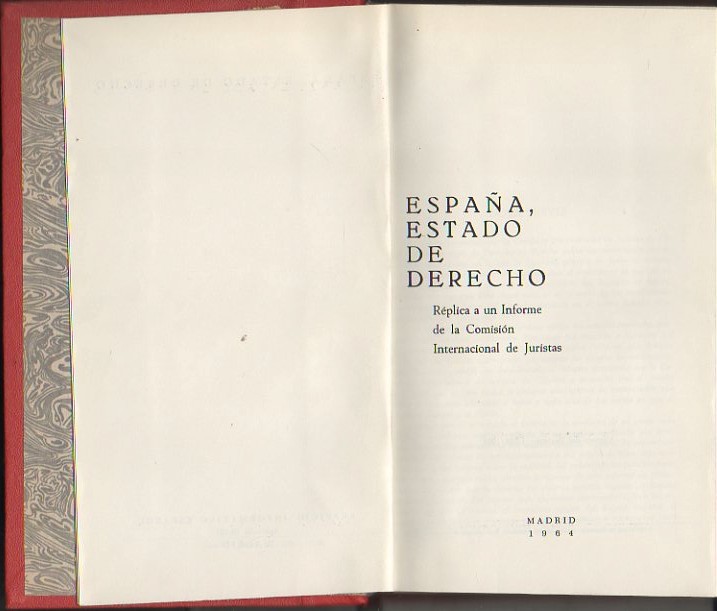 ESPAÑA,
ESTADO
DE
DERECHO
Réplica a un Informe
de la Comisión
Internacional de Juristas
MADRID
1964